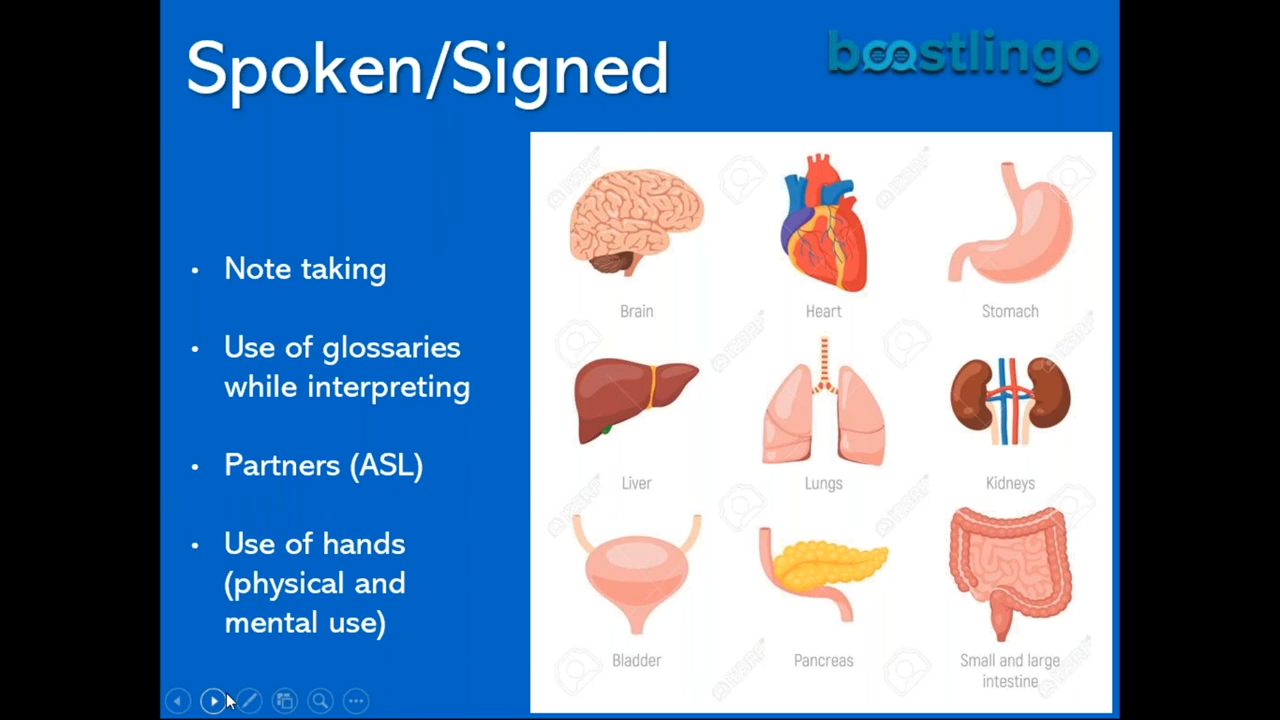 Spoken/Signed
boostlingo
• Note taking
• Use of glossaries
while interpreting
• Partners (ASL)
• Use of hands
(physical and
mental use)
Brain
Heart
Stomach
Liver
Lungs
Kidneys
Bladder
Pancreas
Small and large
intestine